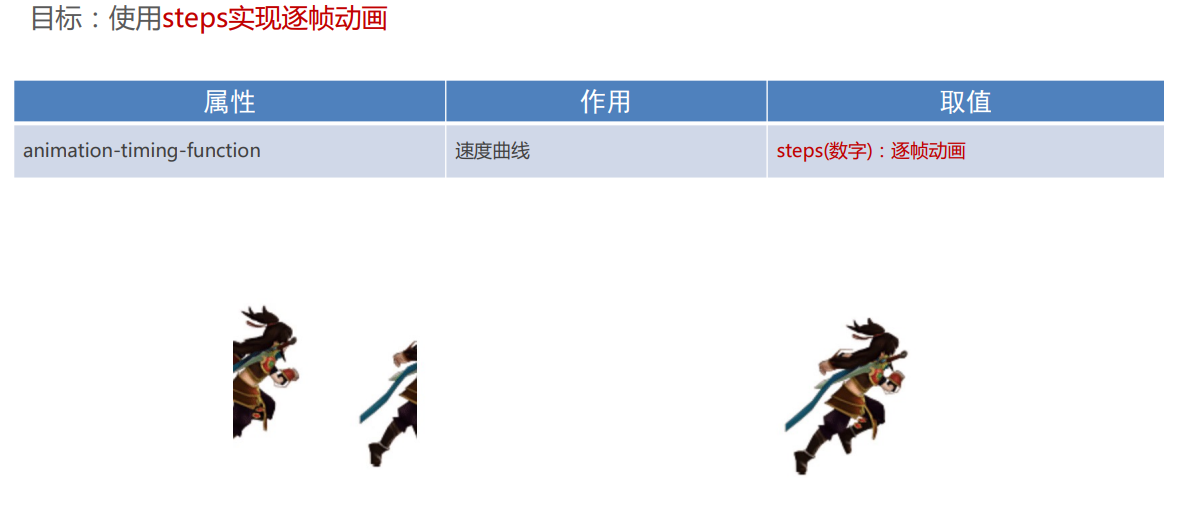 目标：使用steps实现逐帧动画
属性 作用 取值
animation-timing-function 速度曲线 steps(数字)：逐帧动画